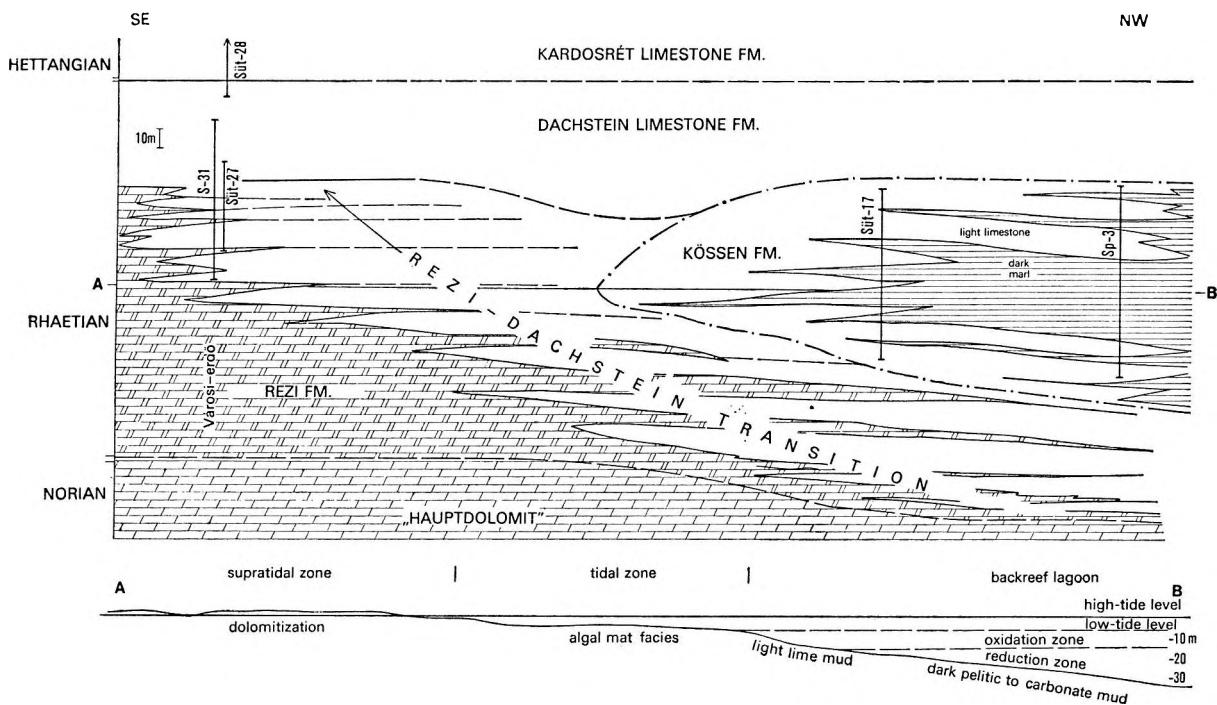 SE
NW
HETTANGIAN
Süt-28
KARDOSRÉT LIMESTONE FM.
DACHSTEIN LIMESTONE FM.
10m
S-31
Süt-27
Süt-17
Sp-3
light limestone
KÖSSEN FM.
dark
marl
A
B
REZI-DACHSTEIN TRANSITION
RHAETIAN
Városi-erdő
REZI FM.
NORIAN
„HAUPTDOLOMIT"
supratidal zone
tidal zone
backreef lagoon
A
B
high-tide level
low-tide level
dolomitization
algal mat facies
light lime mud
oxidation zone
-10 m
reduction zone
-20
dark pelitic to carbonate mud
-30